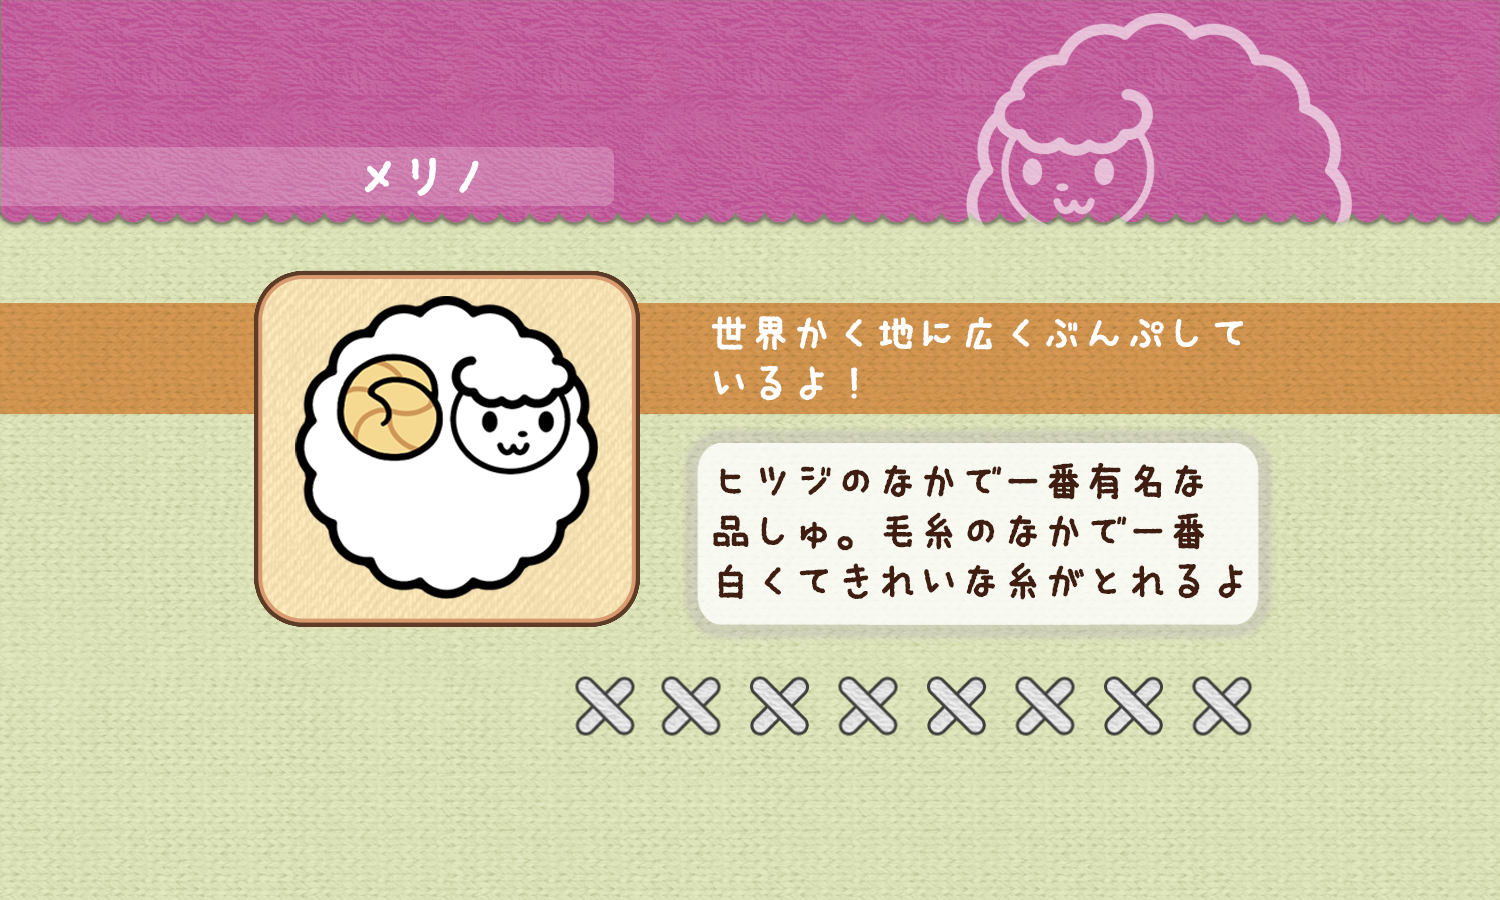 メリノ
世界かく地に広くぶんぷして
いるよ！
ヒツジのなかで一番有名な
品しゅ。毛糸のなかで一番
白くてきれいな糸がとれるよ